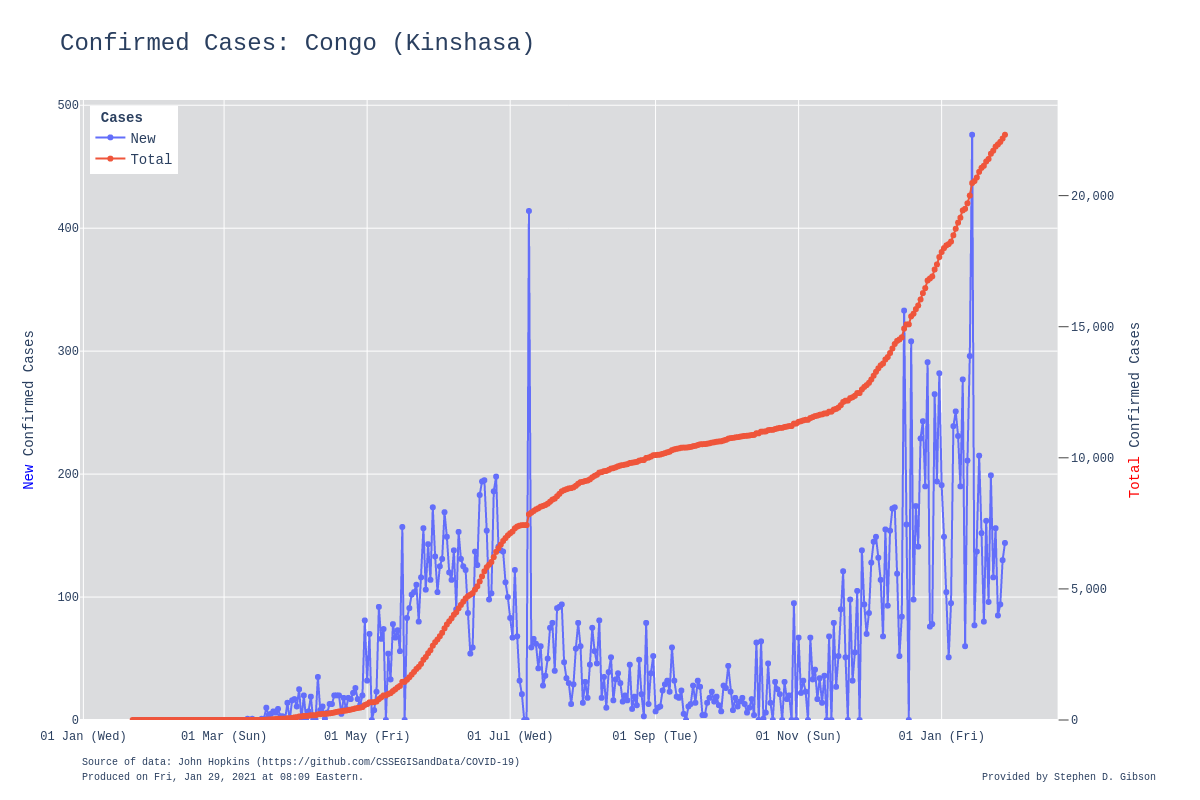 Confirmed Cases: Congo (Kinshasa)
Cases
New
Total
500
400
300
200
100
0
New Confirmed Cases
20,000
15,000
10,000
5,000
0
Total Confirmed Cases
01 Jan (Wed)
01 Mar (Sun)
01 May (Fri)
01 Jul (Wed)
01 Sep (Tue)
01 Nov (Sun)
01 Jan (Fri)
Source of data: John Hopkins (https://github.com/CSSEGISandData/COVID-19)
Produced on Fri, Jan 29, 2021 at 08:09 Eastern.
Provided by Stephen D. Gibson